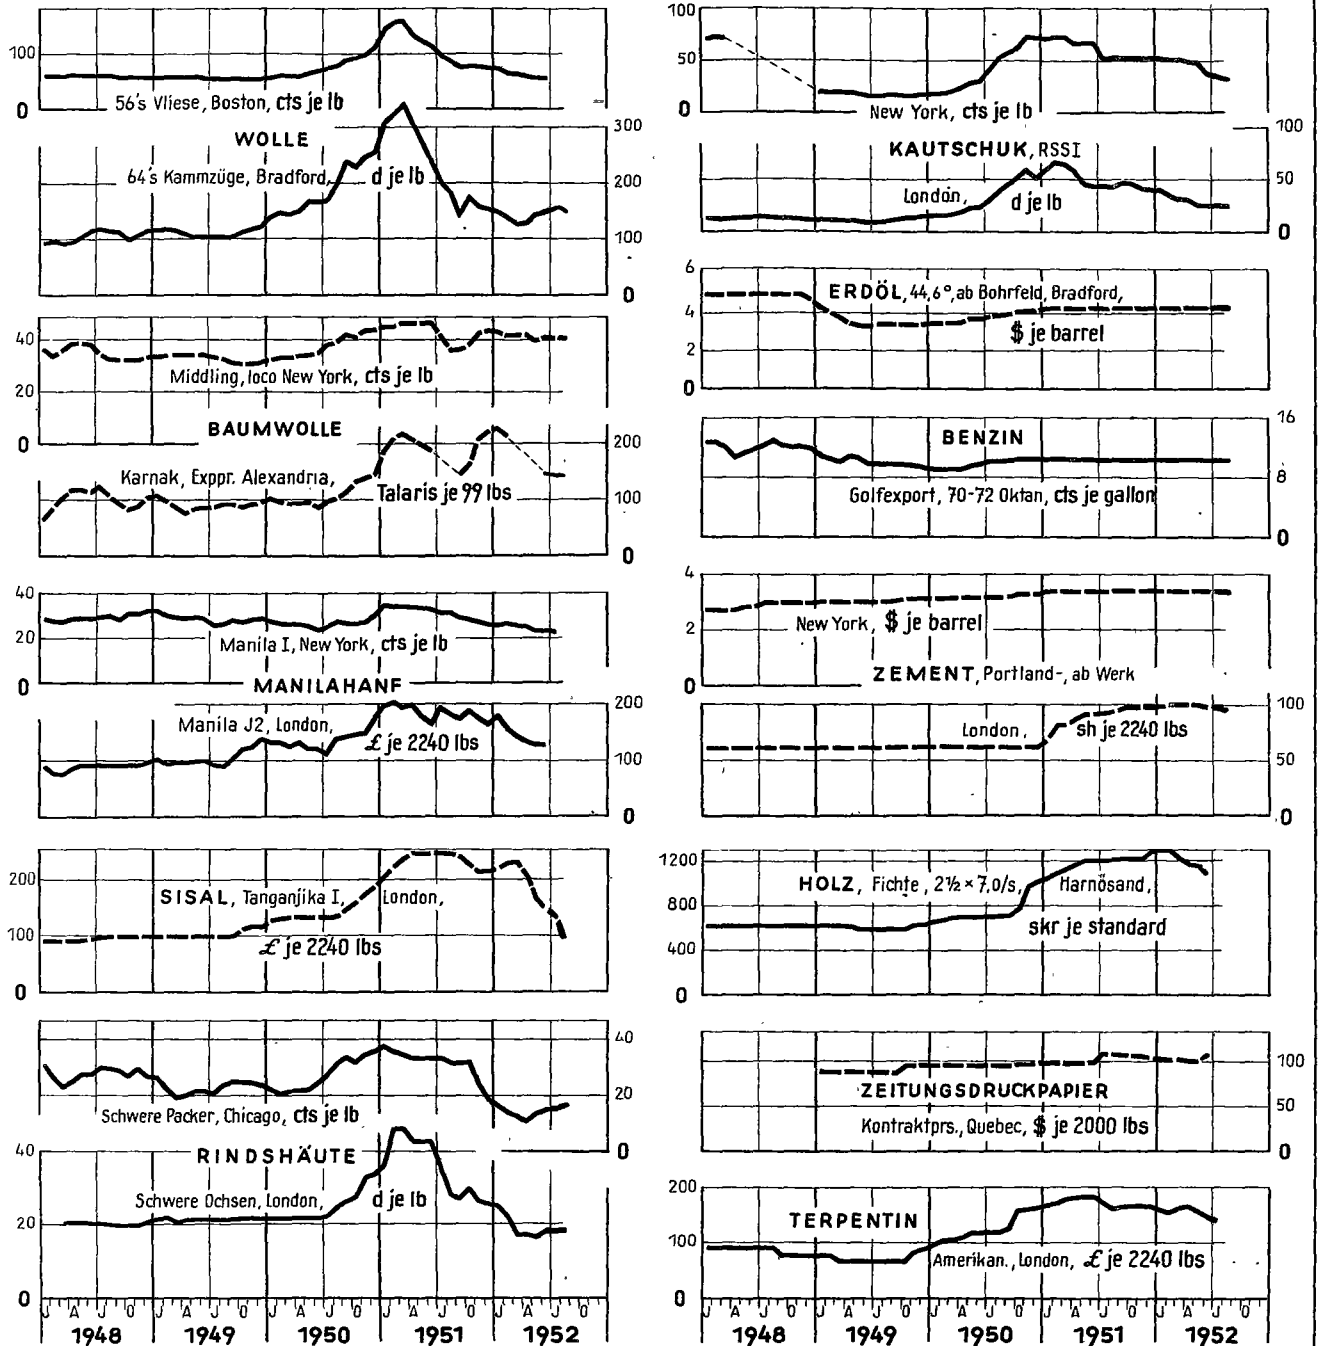 100
0
56's Vliese, Boston, cts je lb
WOLLE
300
200
100
0
64's Kammzüge, Bradford, d je lb
40
20
0
Middling, loco New York, cts je lb
BAUMWOLLE
200
100
0
Karnak, Exppr. Alexandria,
Talaris je 99 lbs
40
20
0
Manila I, New York, cts je lb
MANILAHANF
200
100
0
Manila J2, London,
£ je 2240 lbs
200
100
0
SISAL, Tanganjika I, London,
£ je 2240 lbs
40
20
0
Schwere Packer, Chicago, cts je lb
RINDSHÄUTE
40
20
0
Schwere Ochsen, London, d je lb
J A J O J A J O J A J O J A J O J A J O
1948 1949 1950 1951 1952
100
50
0
New York, cts je lb
KAUTSCHUK, RSSI
100
50
0
London, d je lb
6
4
2
0
ERDÖL, 44,6°, ab Bohrfeld, Bradford,
$ je barrel
16
8
0
BENZIN
Golfexport, 70-72 Oktan, cts je gallon
4
2
0
New York, $ je barrel
ZEMENT, Portland-, ab Werk
100
50
0
London, sh je 2240 lbs
1200
800
400
0
HOLZ, Fichte, 2½ × 7,0/s, Harnösand,
skr je standard
100
50
0
ZEITUNGSDRUCKPAPIER
Kontraktprs., Quebec, $ je 2000 lbs
200
100
0
TERPENTIN
Amerikan., London, £ je 2240 lbs
J A J O J A J O J A J O J A J O J A J O
1948 1949 1950 1951 1952